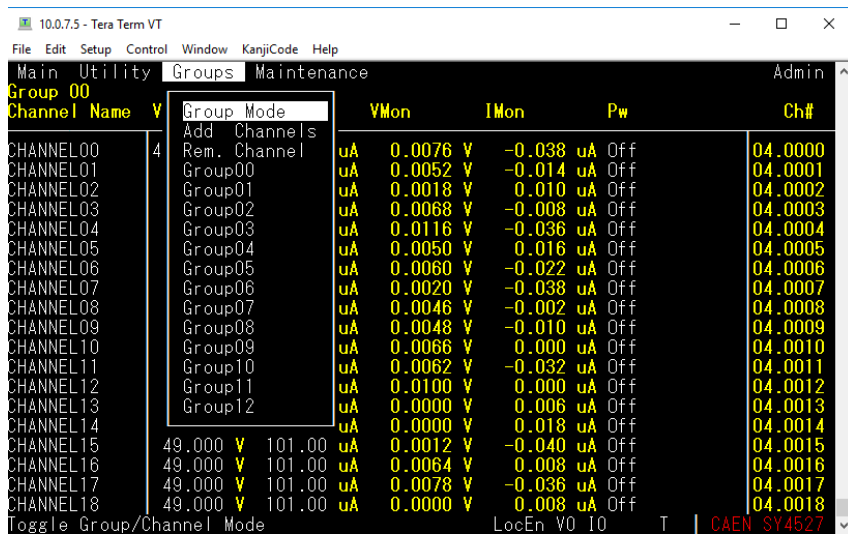 10.0.7.5 - Tera Term VT
File Edit Setup Control Window KanjiCode Help
Main Utility Groups Maintenance Admin
Group 00
Channel Name V Group Mode VMon IMon Pw Ch#
Add Channels
CHANNEL00 4 Rem. Channel uA 0.0076 V -0.038 uA Off 04.0000
CHANNEL01 Group00 uA 0.0052 V -0.014 uA Off 04.0001
CHANNEL02 Group01 uA 0.0018 V 0.010 uA Off 04.0002
CHANNEL03 Group02 uA 0.0068 V -0.008 uA Off 04.0003
CHANNEL04 Group03 uA 0.0116 V -0.036 uA Off 04.0004
CHANNEL05 Group04 uA 0.0050 V 0.016 uA Off 04.0005
CHANNEL06 Group05 uA 0.0060 V -0.022 uA Off 04.0006
CHANNEL07 Group06 uA 0.0020 V -0.038 uA Off 04.0007
CHANNEL08 Group07 uA 0.0046 V -0.002 uA Off 04.0008
CHANNEL09 Group08 uA 0.0048 V -0.010 uA Off 04.0009
CHANNEL10 Group09 uA 0.0066 V 0.000 uA Off 04.0010
CHANNEL11 Group10 uA 0.0062 V -0.032 uA Off 04.0011
CHANNEL12 Group11 uA 0.0100 V 0.000 uA Off 04.0012
CHANNEL13 Group12 uA 0.0000 V 0.006 uA Off 04.0013
CHANNEL14 uA 0.0000 V 0.018 uA Off 04.0014
CHANNEL15 49.000 V 101.00 uA 0.0012 V -0.040 uA Off 04.0015
CHANNEL16 49.000 V 101.00 uA 0.0064 V 0.008 uA Off 04.0016
CHANNEL17 49.000 V 101.00 uA 0.0078 V -0.036 uA Off 04.0017
CHANNEL18 49.000 V 101.00 uA 0.0000 V 0.008 uA Off 04.0018
Toggle Group/Channel Mode LocEn V0 I0 T CAEN SY4527